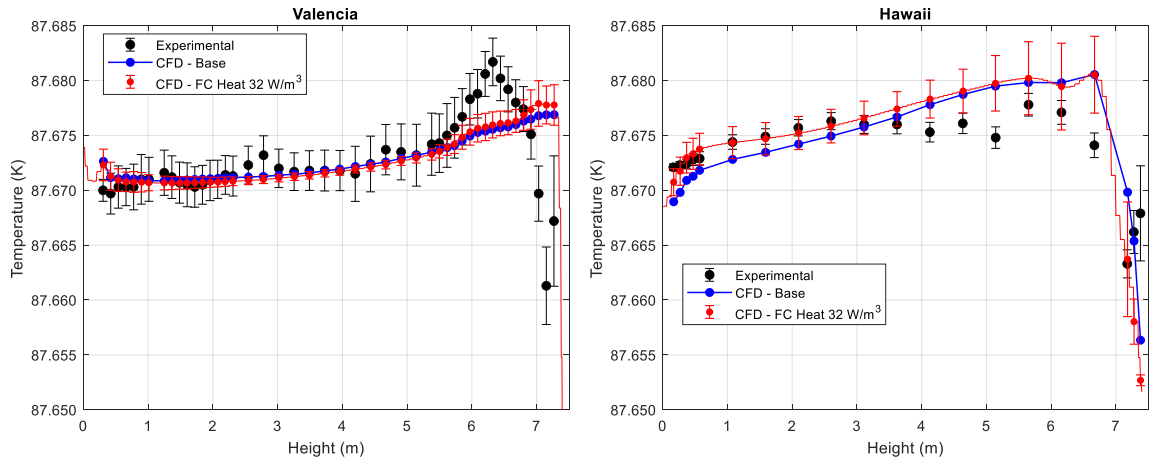 Valencia
87.685
87.680
87.675
87.670
87.665
87.660
87.655
87.650
Temperature (K)
Experimental
CFD - Base
CFD - FC Heat 32 W/m³
0 1 2 3 4 5 6 7
Height (m)
Hawaii
87.685
87.680
87.675
87.670
87.665
87.660
87.655
87.650
Temperature (K)
Experimental
CFD - Base
CFD - FC Heat 32 W/m³
0 1 2 3 4 5 6 7
Height (m)